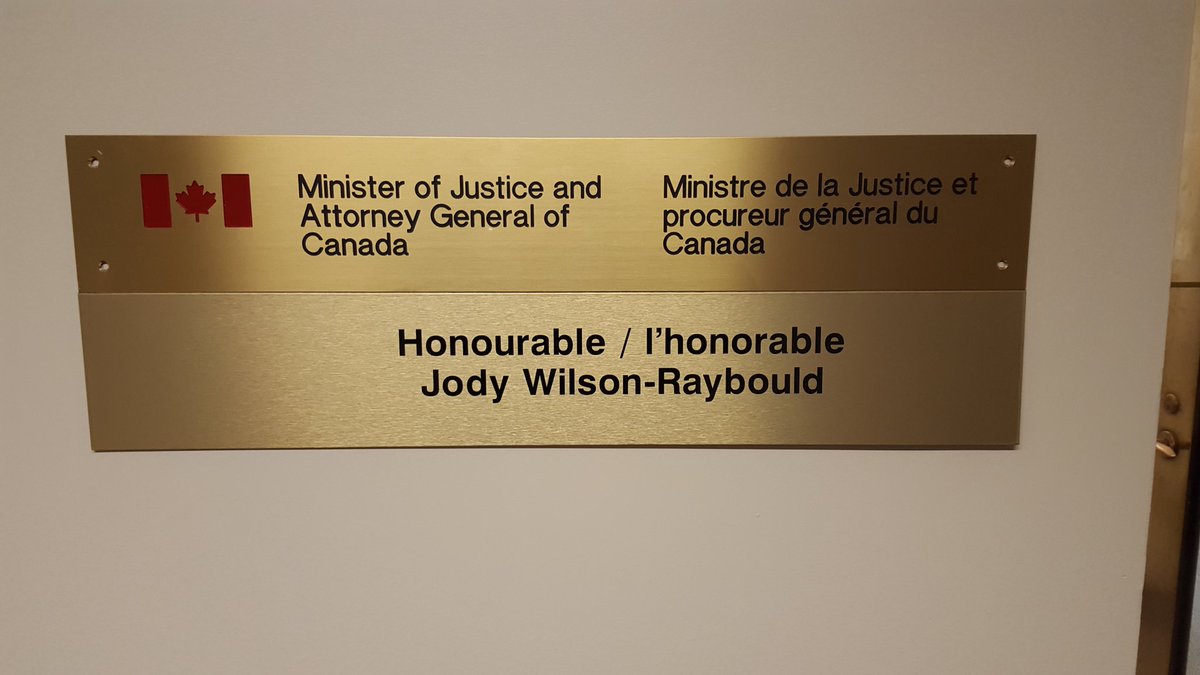 Minister of Justice and
Attorney General of
Canada
Ministre de la Justice et
procureur général du
Canada
Honourable / l'honorable
Jody Wilson-Raybould